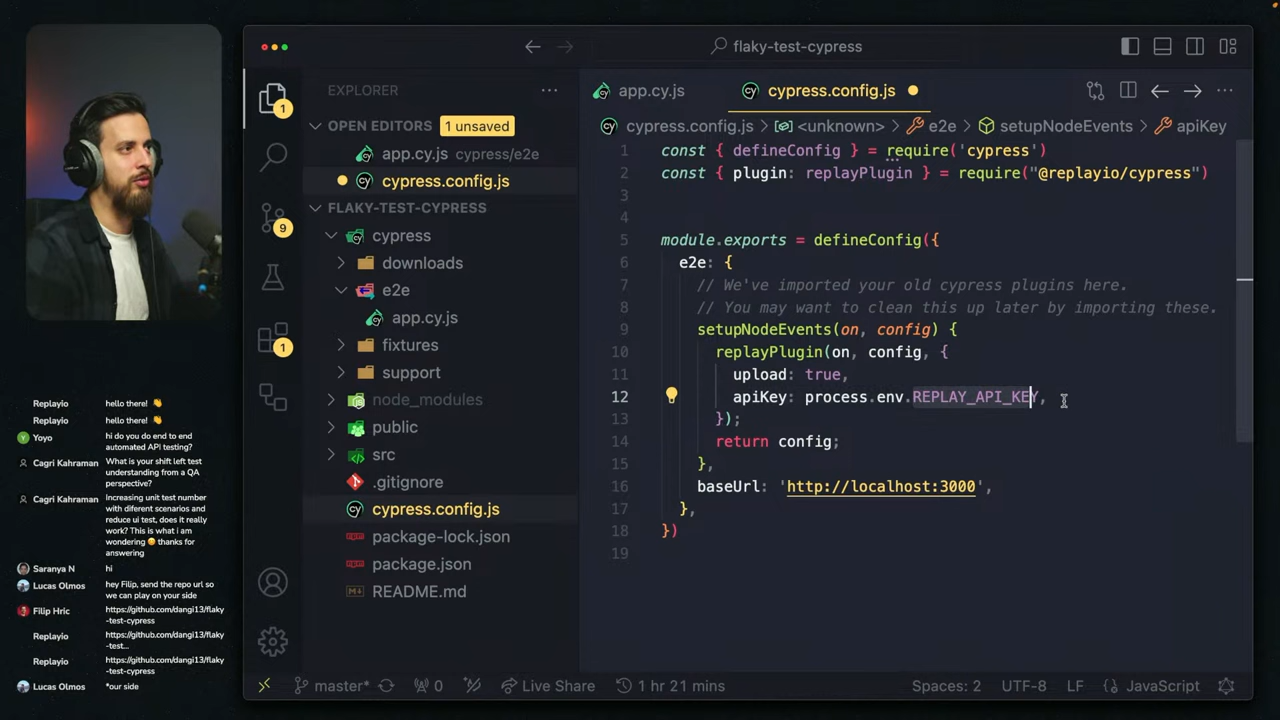 flaky-test-cypress
EXPLORER
OPEN EDITORS 1 unsaved
app.cy.js cypress/e2e
cypress.config.js
FLAKY-TEST-CYPRESS
cypress
downloads
e2e
app.cy.js
fixtures
support
node_modules
public
src
.gitignore
cypress.config.js
package-lock.json
package.json
README.md
1
9
1
app.cy.js
cypress.config.js
cypress.config.js > <unknown> > e2e > setupNodeEvents > apiKey
1 const { defineConfig } = require('cypress')
2 const { plugin: replayPlugin } = require("@replayio/cypress")
3
4
5 module.exports = defineConfig({
6 e2e: {
7 // We've imported your old cypress plugins here.
8 // You may want to clean this up later by importing these.
9 setupNodeEvents(on, config) {
10 replayPlugin(on, config, {
11 upload: true,
12 apiKey: process.env.REPLAY_API_KEY,
13 });
14 return config;
15 },
16 baseUrl: 'http://localhost:3000',
17 },
18 })
19
Replayio hello there! 👋
Replayio hello there! 👋
Y Yoyo hi do you do end to end
automated API testing?
Cagri Kahraman What is your shift left test
understanding from a QA
perspective?
Cagri Kahraman Increasing unit test number
with diferent scenarios and
reduce ui test, does it really
work? This is what i am
wondering 😊 thanks for
answering
Saranya N hi
Lucas Olmos hey Filip, send the repo url so
we can play on your side
Filip Hric https://github.com/dangi13/flaky
-test-cypress
Replayio https://github.com/dangi13/flaky
-test...
Replayio https://github.com/dangi13/flaky
-test-cypress
Lucas Olmos *our side
master* 0 Live Share 1 hr 21 mins Spaces: 2 UTF-8 LF {} JavaScript